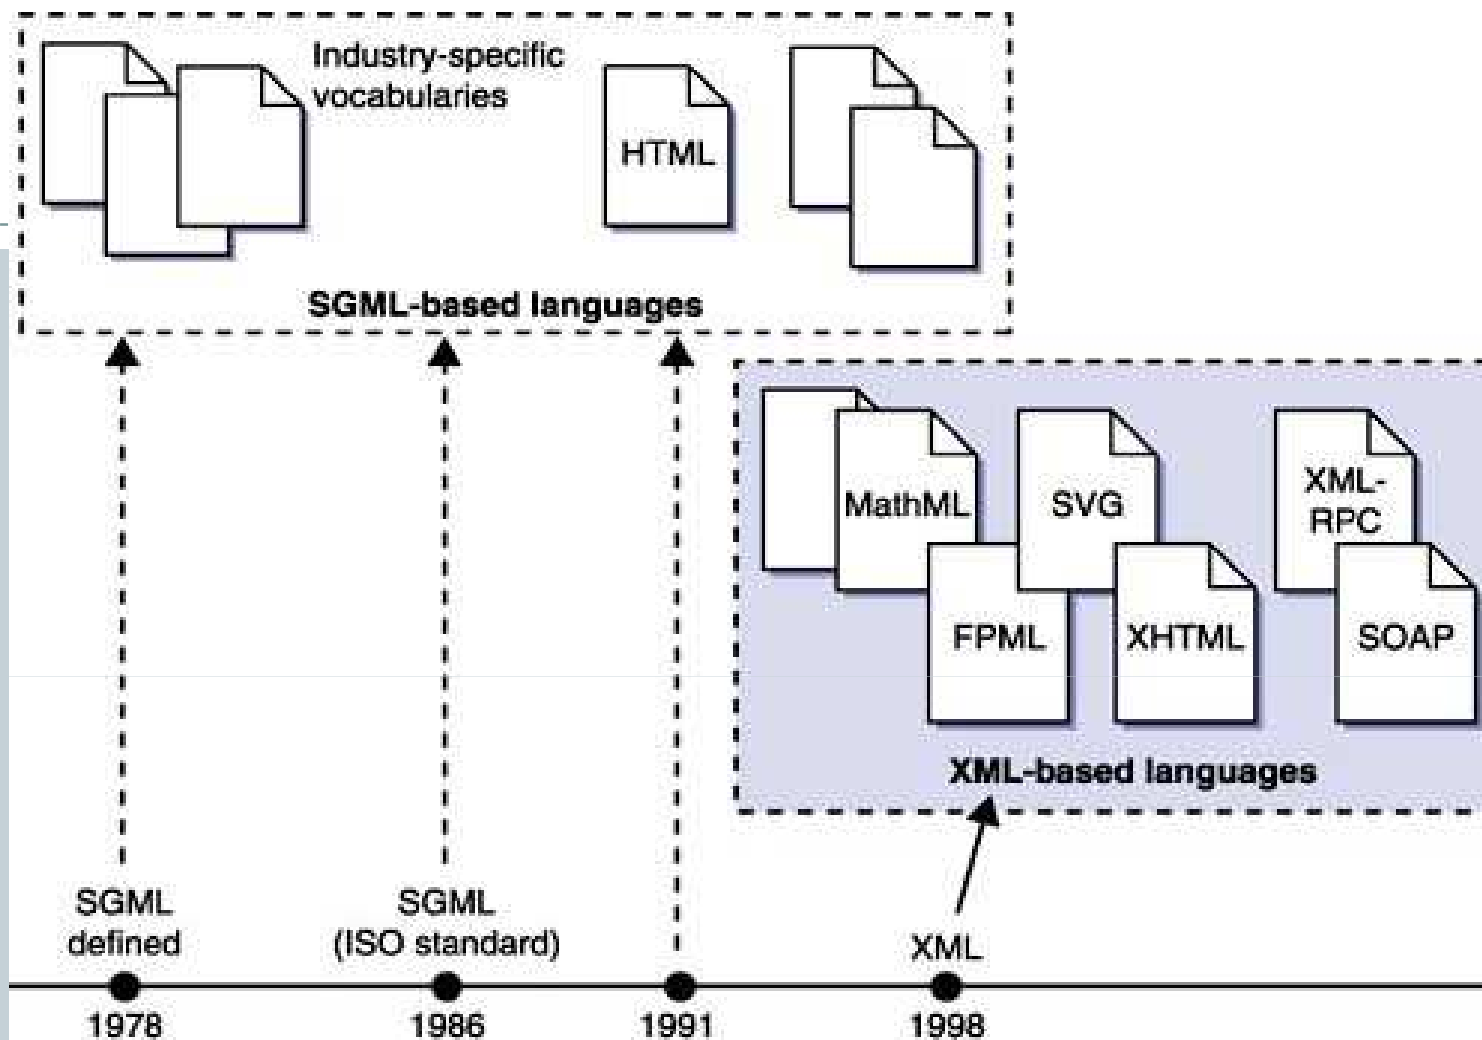 Industry-specific
vocabularies
HTML
SGML-based languages
MathML
SVG
XML-
RPC
FPML
XHTML
SOAP
XML-based languages
SGML
defined
SGML
(ISO standard)
XML
1978
1986
1991
1998